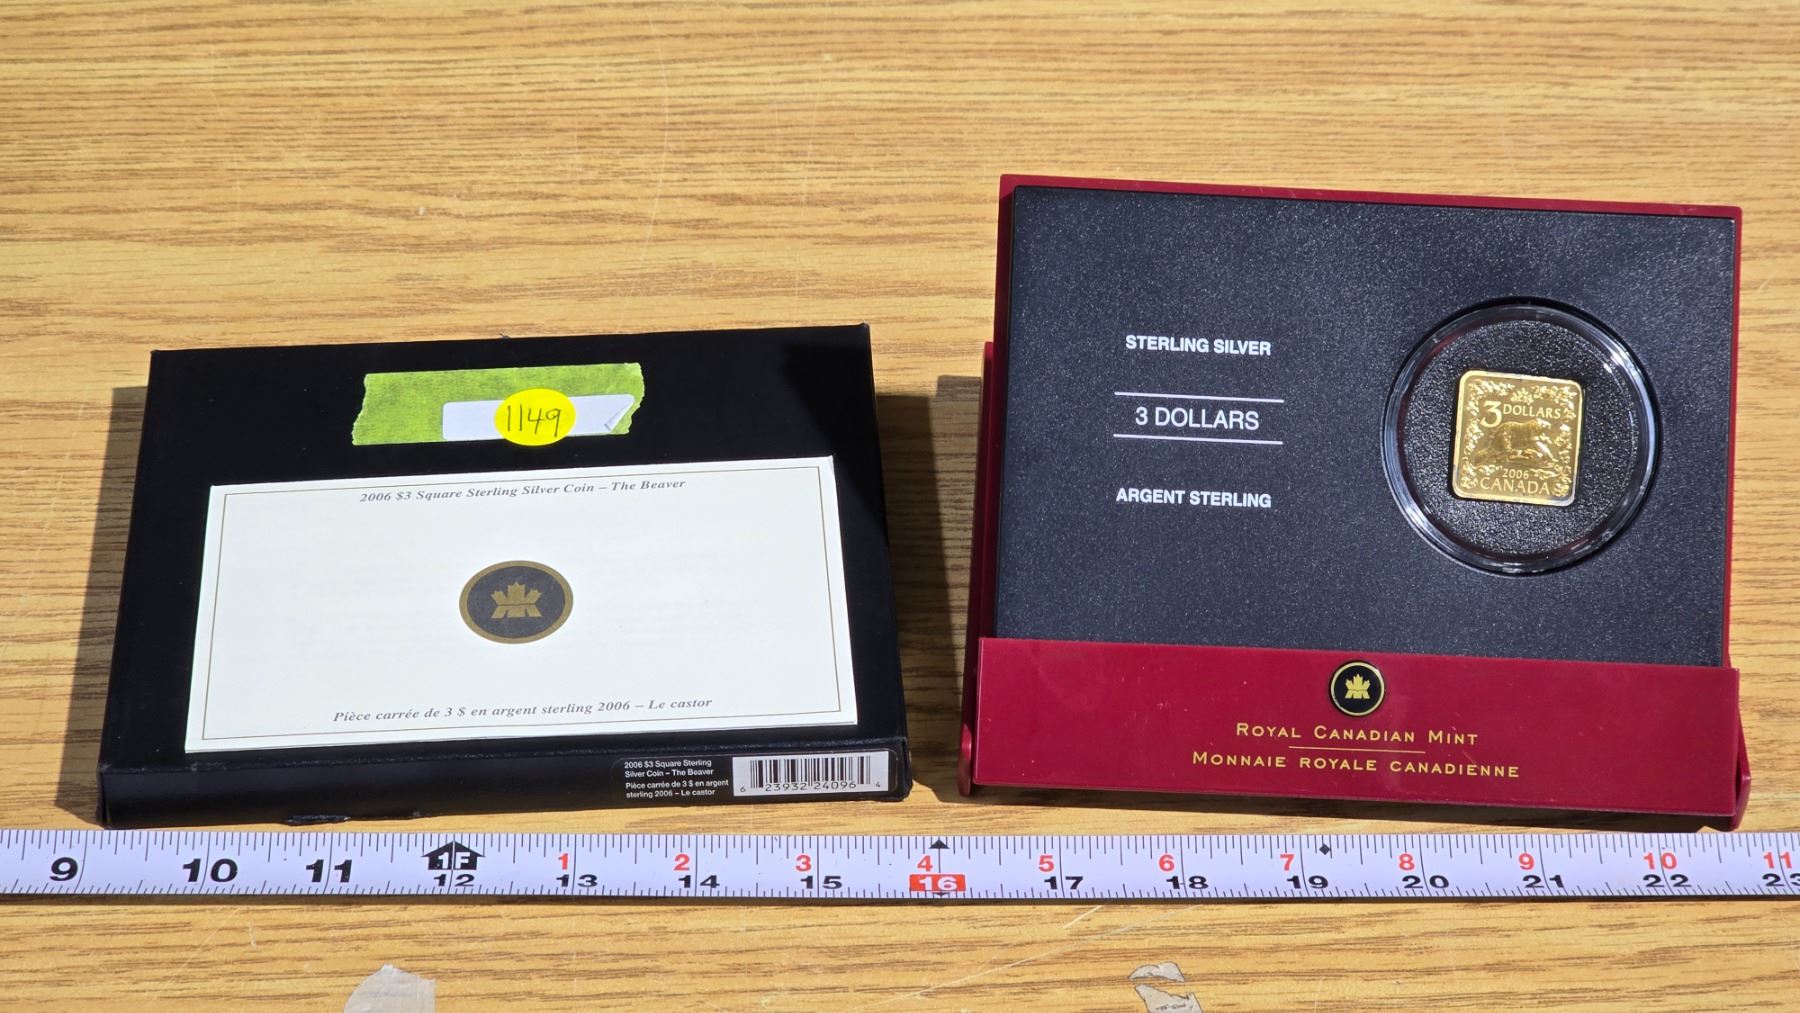 1149
2006 $3 Square Sterling Silver Coin – The Beaver
Pièce carrée de 3 $ en argent sterling 2006 – Le castor
2006 $3 Square Sterling
Silver Coin – The Beaver
Pièce carrée de 3 $ en argent
sterling 2006 – Le castor
6 23932 24096 4
STERLING SILVER
3 DOLLARS
ARGENT STERLING
3 DOLLARS
2006
CANADA
ROYAL CANADIAN MINT
MONNAIE ROYALE CANADIENNE
1 2 3 4 5 6 7 8 9 10 11
9 10 11 1F 12 13 14 15 16 17 18 19 20 21 22 23